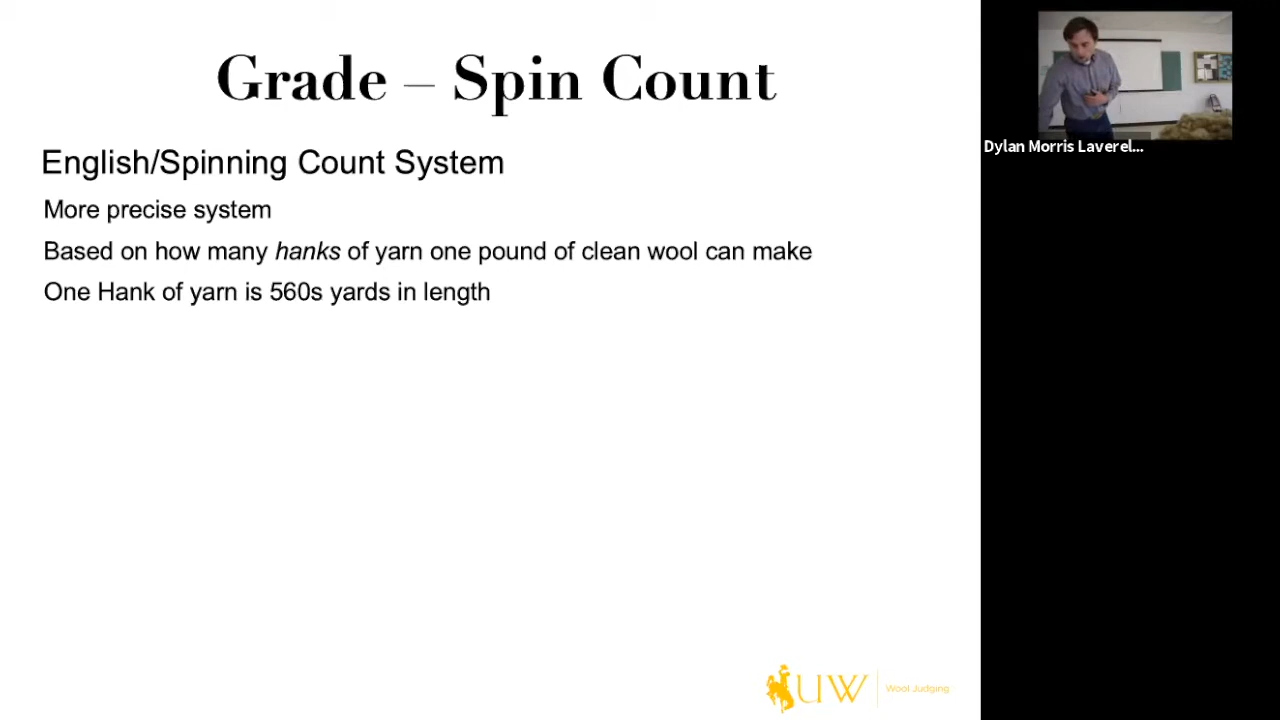 Grade – Spin Count
English/Spinning Count System
More precise system
Based on how many hanks of yarn one pound of clean wool can make
One Hank of yarn is 560s yards in length
UW Wool Judging
Dylan Morris Laverel...